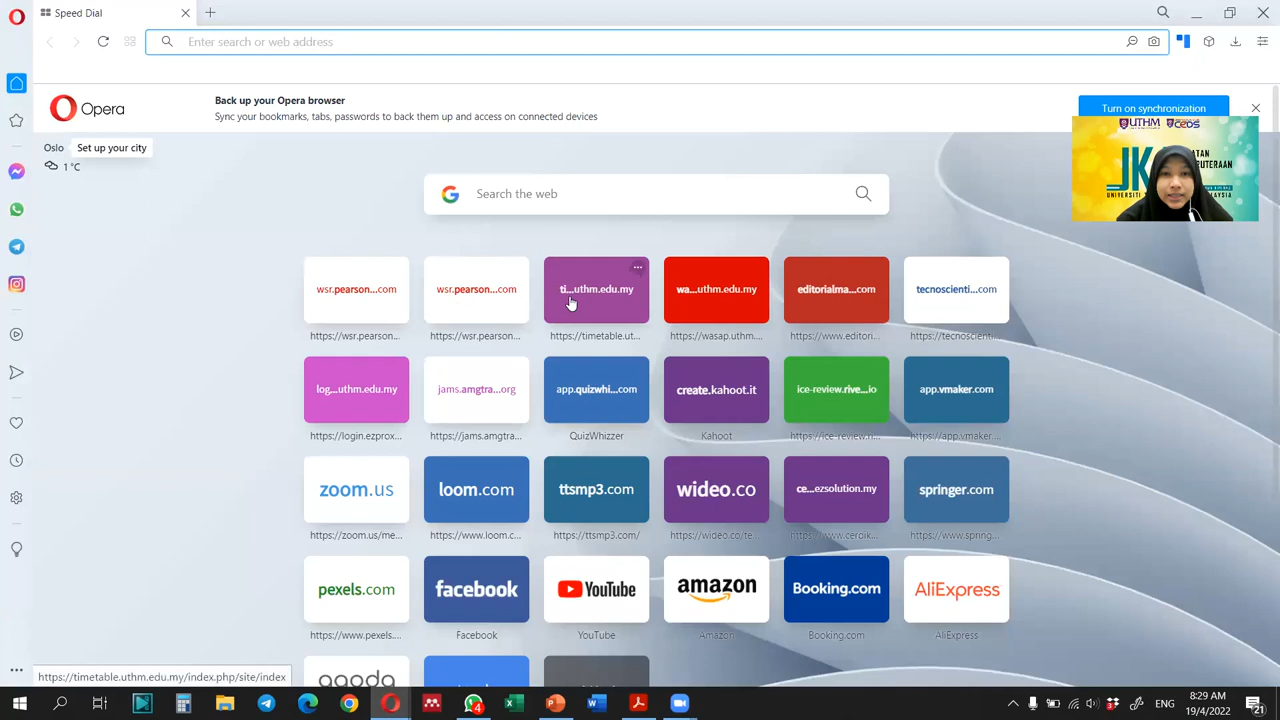 Speed Dial
Enter search or web address
Opera
Back up your Opera browser
Sync your bookmarks, tabs, passwords to back them up and access on connected devices
Turn on synchronization
UTHM
JK
Oslo
Set up your city
1 °C
Search the web
wsr.pearson...com
wsr.pearson...com
ti...uthm.edu.my
wa...uthm.edu.my
editorialma...com
tecnoscienti...com
https://wsr.pearson...
https://wsr.pearson...
https://timetable.ut...
https://wasap.uthm....
https://www.editori...
https://tecnoscienti...
log...uthm.edu.my
jams.amgtra...org
app.quizwhi...com
create.kahoot.it
ice-review.rive...io
app.vmaker.com
https://login.ezprox...
https://jams.amgtra...
QuizWhizzer
Kahoot
https://ice-review.ri...
https://app.vmaker....
zoom.us
loom.com
ttsmp3.com
wideo.co
ce...ezsolution.my
springer.com
https://zoom.us/me...
https://www.loom.c...
https://ttsmp3.com/
https://wideo.co/te...
https://www.ceroik...
https://www.spring...
pexels.com
facebook
YouTube
amazon
Booking.com
AliExpress
https://www.pexels....
Facebook
YouTube
Amazon
Booking.com
AliExpress
agoda
https://timetable.uthm.edu.my/index.php/site/index
4
ENG
8:29 AM
19/4/2022
21